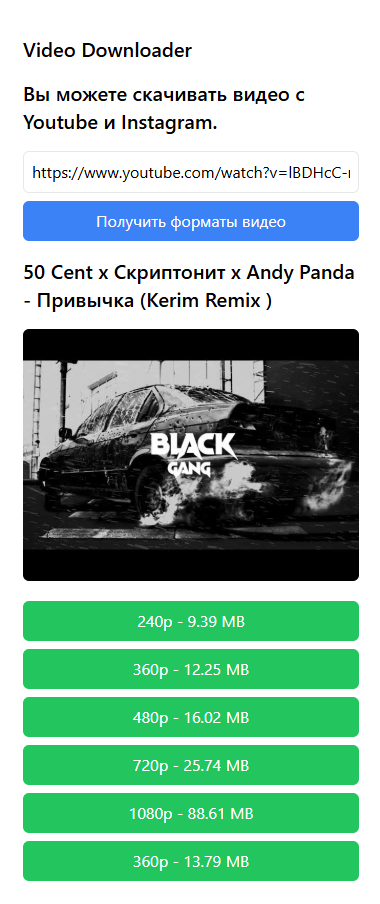 Video Downloader
Вы можете скачивать видео с
Youtube и Instagram.
https://www.youtube.com/watch?v=lBDHcC-
Получить форматы видео
50 Cent x Скриптонит x Andy Panda
- Привычка (Kerim Remix )
BLACK
GANG
240p - 9.39 MB
360p - 12.25 MB
480p - 16.02 MB
720p - 25.74 MB
1080p - 88.61 MB
360p - 13.79 MB